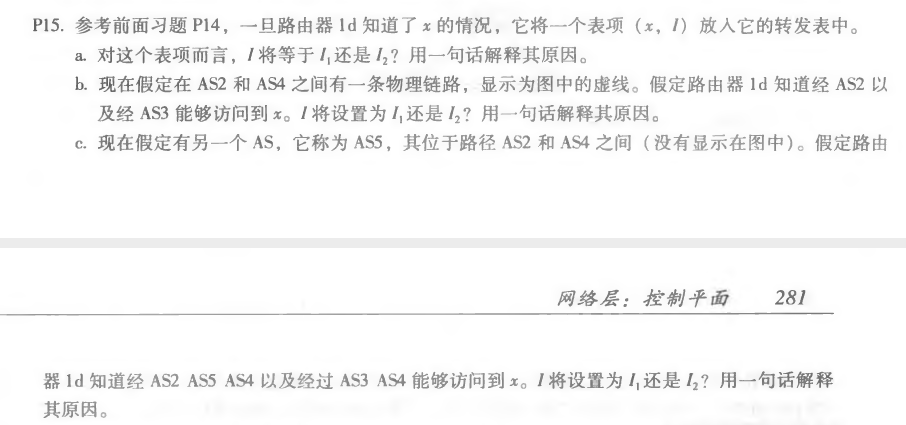 P15. 参考前面习题 P14，一旦路由器 1d 知道了 x 的情况，它将一个表项（x，I）放入它的转发表中。
a. 对这个表项而言，I 将等于 I₁还是 I₂？用一句话解释其原因。
b. 现在假定在 AS2 和 AS4 之间有一条物理链路，显示为图中的虚线。假定路由器 1d 知道经 AS2 以
及经 AS3 能够访问到 x。I 将设置为 I₁还是 I₂？用一句话解释其原因。
c. 现在假定有另一个 AS，它称为 AS5，其位于路径 AS2 和 AS4 之间（没有显示在图中）。假定路由
网络层：控制平面 281
器 1d 知道经 AS2 AS5 AS4 以及经过 AS3 AS4 能够访问到 x。I 将设置为 I₁还是 I₂？用一句话解释
其原因。